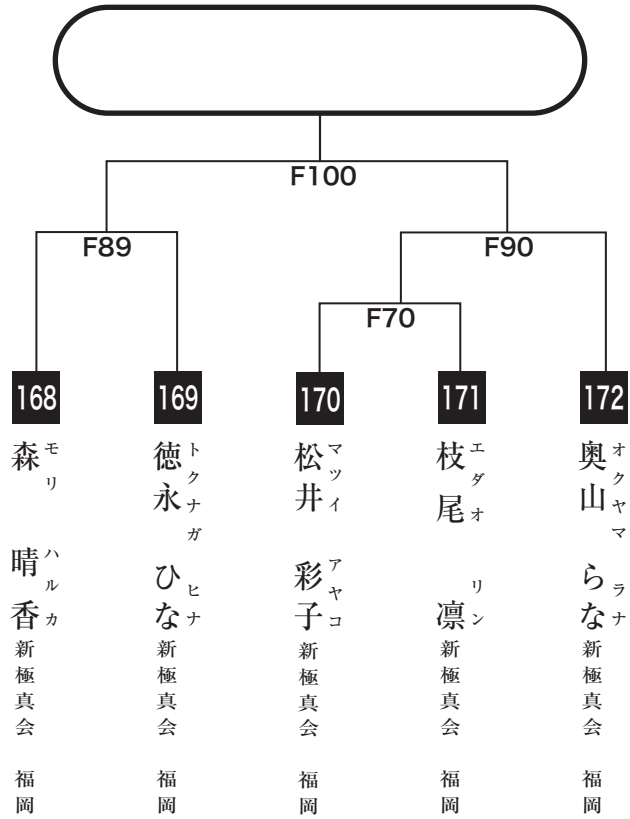 F100
F89
F90
F70
168
森 晴香
モリ ハルカ
新極真会 福岡
169
徳永 ひな
トクナガ ヒナ
新極真会 福岡
170
松井 彩子
マツイ アヤコ
新極真会 福岡
171
枝尾 凛
エダオ リン
新極真会 福岡
172
奥山 らな
オクヤマ ラナ
新極真会 福岡